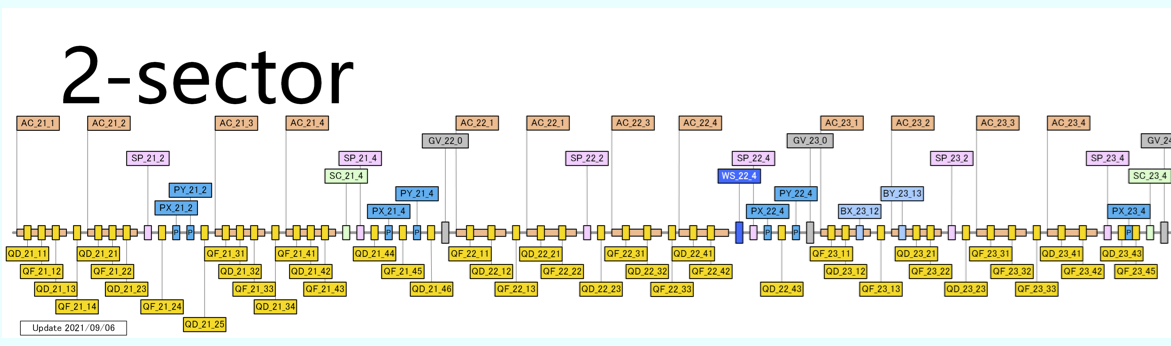 2-sector
AC_21_1 AC_21_2 AC_21_3 AC_21_4 AC_22_1 AC_22_1 AC_22_3 AC_22_4 AC_23_1 AC_23_2 AC_23_3 AC_23_4
GV_22_0 GV_23_0
SP_21_2 SP_21_4 SP_22_2 SP_22_4 SP_23_2 SP_23_4
SC_21_4 WS_22_4 SC_23_4
PY_21_2 PY_21_4 PY_22_4 BY_23_13
PX_21_2 PX_21_4 PX_22_4 BX_23_12 PX_23_4
P P P P P P P
QD_21_11 QD_21_21 QF_21_31 QF_21_41 QD_21_44 QF_22_11 QD_22_21 QF_22_31 QD_22_41 QF_23_11 QD_23_21 QF_23_31 QD_23_41 QD_23_43
QF_21_12 QF_21_22 QD_21_32 QD_21_42 QF_21_45 QD_22_12 QF_22_22 QD_22_32 QF_22_42 QD_23_12 QF_23_22 QF_23_32 QF_23_42 QF_23_45
QD_21_13 QD_21_23 QF_21_33 QF_21_43 QD_21_46 QF_22_13 QD_22_23 QF_22_33 QD_22_43 QF_23_13 QD_23_23 QF_23_33
QF_21_14 QF_21_24 QD_21_34
QD_21_25
Update 2021/09/06